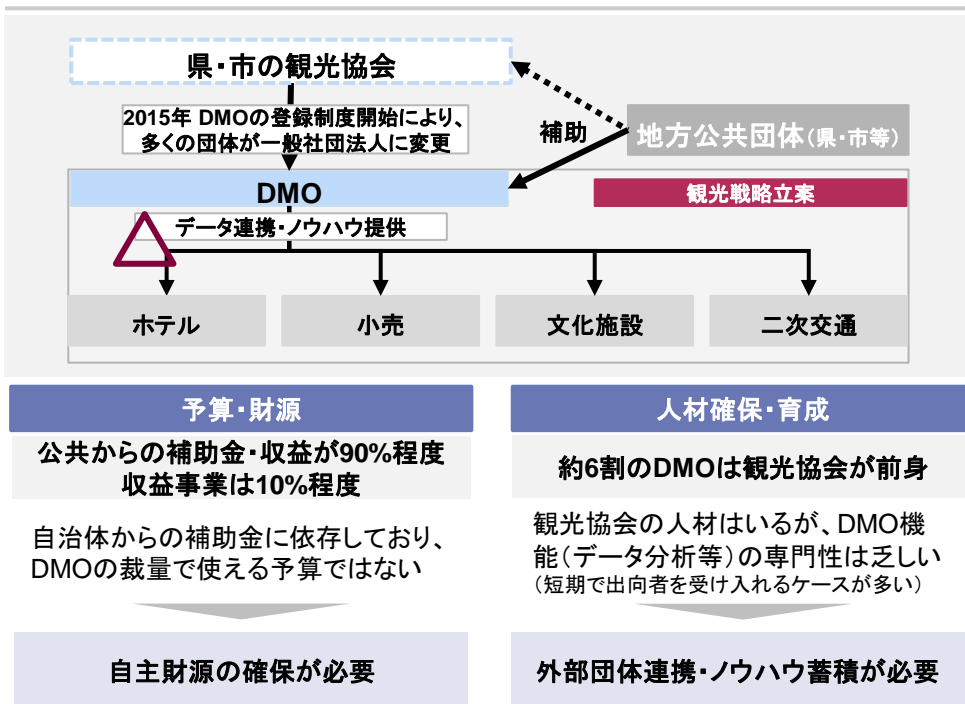 県・市の観光協会
2015年 DMOの登録制度開始により、
多くの団体が一般社団法人に変更
補助
地方公共団体(県・市等)
DMO
観光戦略立案
データ連携・ノウハウ提供
ホテル
小売
文化施設
二次交通
予算・財源
公共からの補助金・収益が90%程度
収益事業は10%程度
自治体からの補助金に依存しており、
DMOの裁量で使える予算ではない
自主財源の確保が必要
人材確保・育成
約6割のDMOは観光協会が前身
観光協会の人材はいるが、DMO機
能(データ分析等)の専門性は乏しい
(短期で出向者を受け入れるケースが多い)
外部団体連携・ノウハウ蓄積が必要